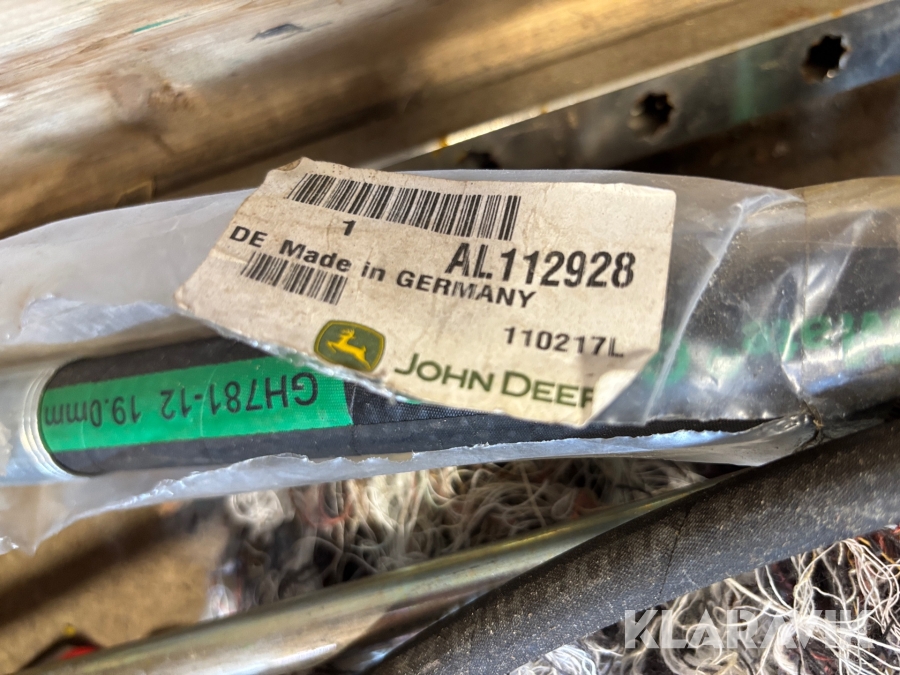 1
AL112928
DE Made in GERMANY
110217L
JOHN DEER
GH781-12 19.0mm
KLARAVIK